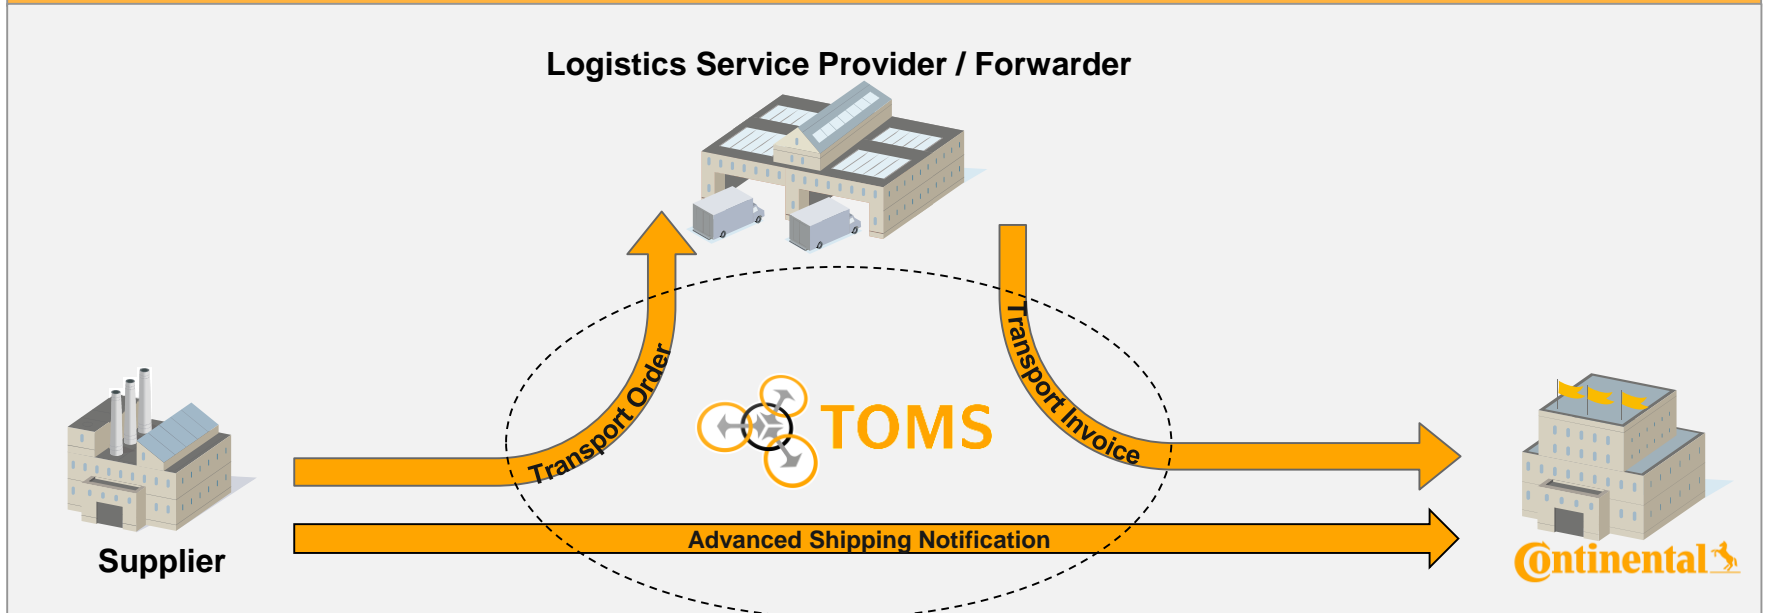 Logistics Service Provider / Forwarder
Transport Order
Transport Invoice
TOMS
Advanced Shipping Notification
Supplier
Continental